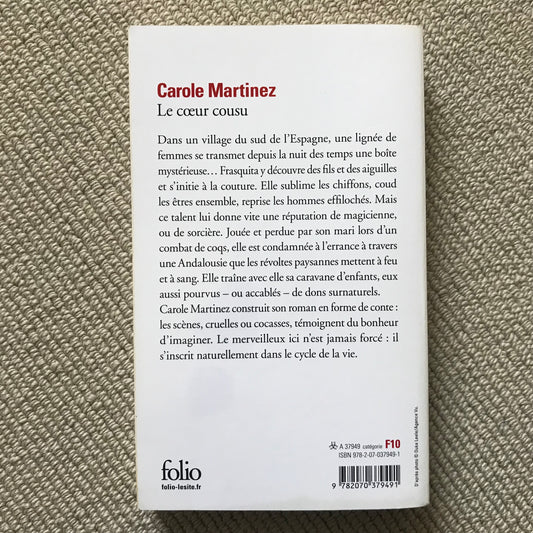 Carole Martinez
Le cœur cousu
Dans un village du sud de l'Espagne, une lignée de
femmes se transmet depuis la nuit des temps une boîte
mystérieuse… Frasquita y découvre des fils et des aiguilles
et s'initie à la couture. Elle sublime les chiffons, coud
les êtres ensemble, reprise les hommes effilochés. Mais
ce talent lui donne vite une réputation de magicienne,
ou de sorcière. Jouée et perdue par son mari lors d'un
combat de coqs, elle est condamnée à l'errance à travers
une Andalousie que les révoltes paysannes mettent à feu
et à sang. Elle traîne avec elle sa caravane d'enfants, eux
aussi pourvus – ou accablés – de dons surnaturels.
Carole Martinez construit son roman en forme de conte :
les scènes, cruelles ou cocasses, témoignent du bonheur
d'imaginer. Le merveilleux ici n'est jamais forcé : il
s'inscrit naturellement dans le cycle de la vie.
A 37949 catégorie F10
ISBN 978-2-07-037949-1
folio
folio-lesite.fr
9 782070 379491
D'après photo © Duke Lewis/Agence Vu.